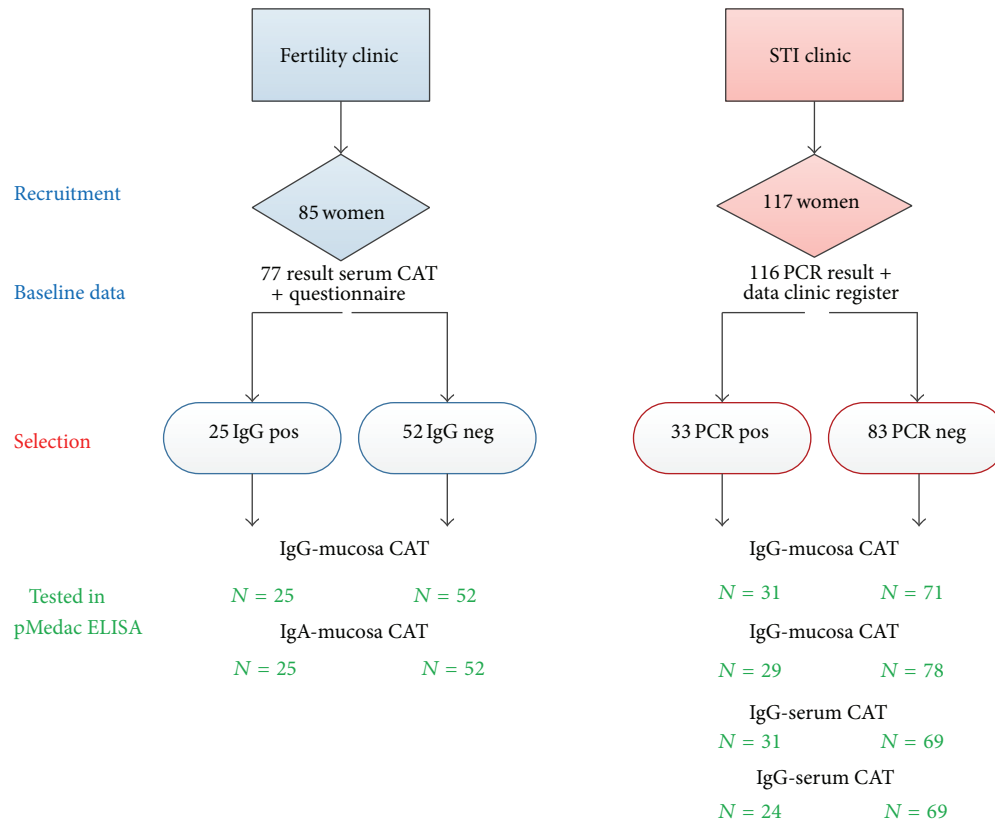 Fertility clinic
STI clinic
Recruitment
85 women
117 women
Baseline data
77 result serum CAT
+ questionnaire
116 PCR result +
data clinic register
Selection
25 IgG pos
52 IgG neg
33 PCR pos
83 PCR neg
Tested in
pMedac ELISA
IgG-mucosa CAT
N = 25
N = 52
IgA-mucosa CAT
N = 25
N = 52
IgG-mucosa CAT
N = 31
N = 71
IgG-mucosa CAT
N = 29
N = 78
IgG-serum CAT
N = 31
N = 69
IgG-serum CAT
N = 24
N = 69